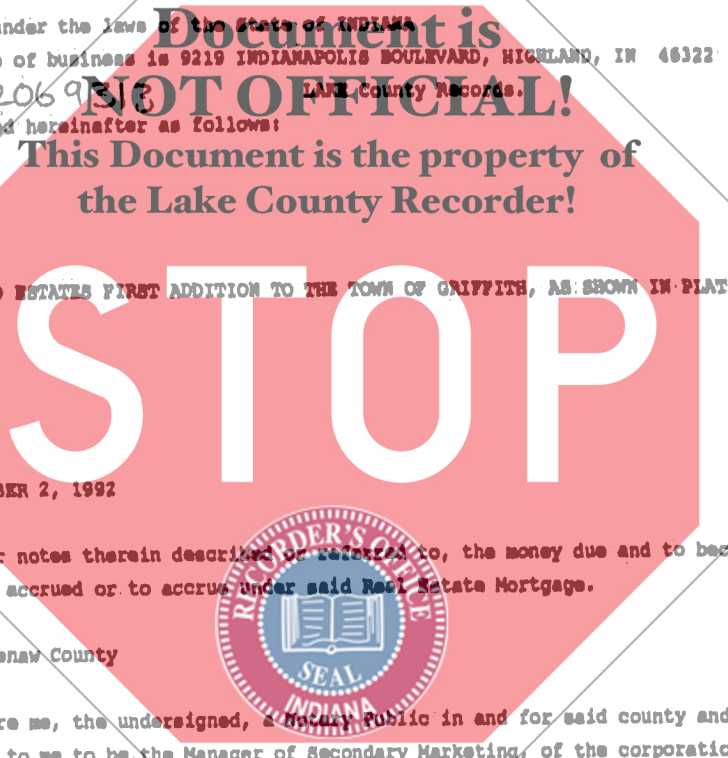 under the laws of the State of INDIANA
Document is
of business is 9219 INDIANAPOLIS BOULEVARD, HIGHLAND, IN 46322
NOT OFFICIAL!
LAKE County Records.
d hereinafter as follows:
This Document is the property of
the Lake County Recorder!
ESTATES FIRST ADDITION TO THE TOWN OF GRIFFITH, AS SHOWN IN PLAT
STOP
BER 2, 1992
r notes therein described or referred to, the money due and to bec
accrued or to accrue under said Real Estate Mortgage.
RECORDER'S OFFICE
SEAL
INDIANA
enaw County
re me, the undersigned, a Notary Public in and for said county and
to me to be the Manager of Secondary Marketing, of the corporatio